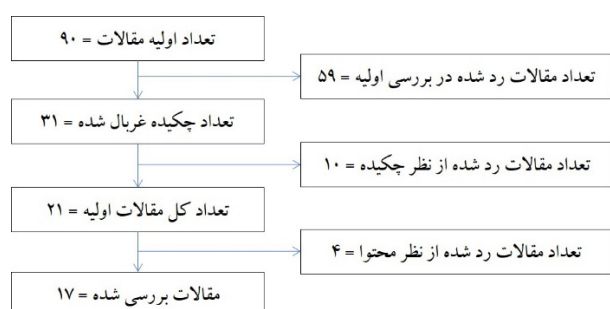 تعداد اولیه مقالات = ۹۰
تعداد مقالات رد شده در بررسی اولیه = ۵۹
تعداد چکیده غربال شده = ۳۱
تعداد مقالات رد شده از نظر چکیده = ۱۰
تعداد کل مقالات اولیه = ۲۱
تعداد مقالات رد شده از نظر محتوا = ۴
مقالات بررسی شده = ۱۷